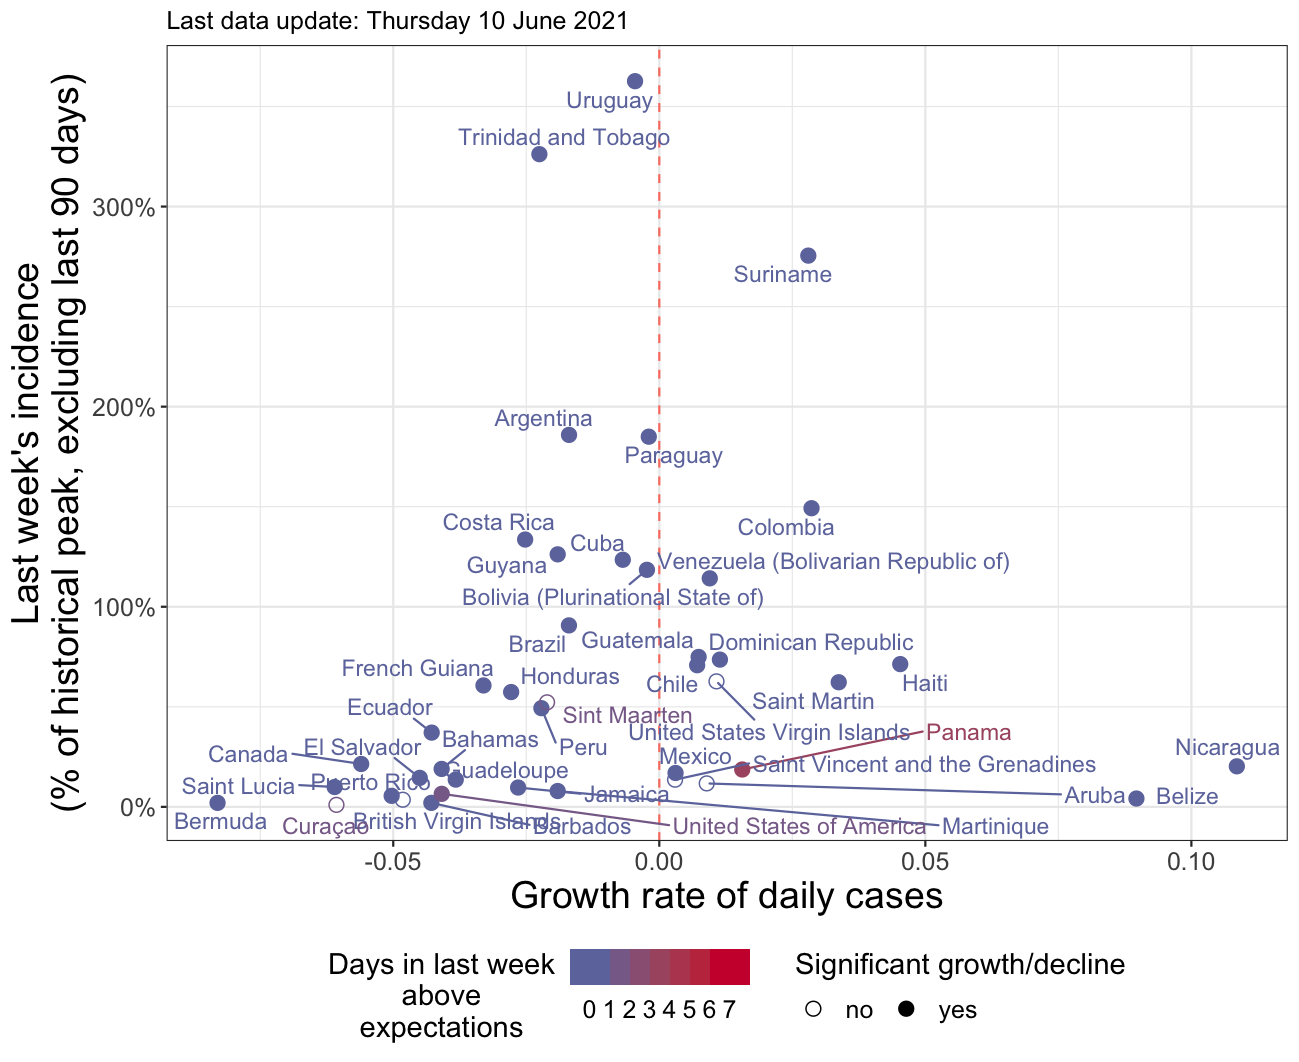 Last data update: Thursday 10 June 2021
Last week's incidence
(% of historical peak, excluding last 90 days)
300%
200%
100%
0%
Uruguay
Trinidad and Tobago
Suriname
Argentina
Paraguay
Costa Rica
Colombia
Cuba
Guyana
Venezuela (Bolivarian Republic of)
Bolivia (Plurinational State of)
Brazil
Guatemala
Dominican Republic
French Guiana
Honduras
Chile
Haiti
Saint Martin
Ecuador
Sint Maarten
United States Virgin Islands
Panama
Canada
El Salvador
Bahamas
Peru
Mexico
Nicaragua
Saint Vincent and the Grenadines
Saint Lucia
Puerto Rico
Guadeloupe
Jamaica
Aruba
Belize
Bermuda
Curaçao
British Virgin Islands
Barbados
United States of America
Martinique
-0.05
0.00
0.05
0.10
Growth rate of daily cases
Days in last week
above
expectations
0 1 2 3 4 5 6 7
Significant growth/decline
no
yes